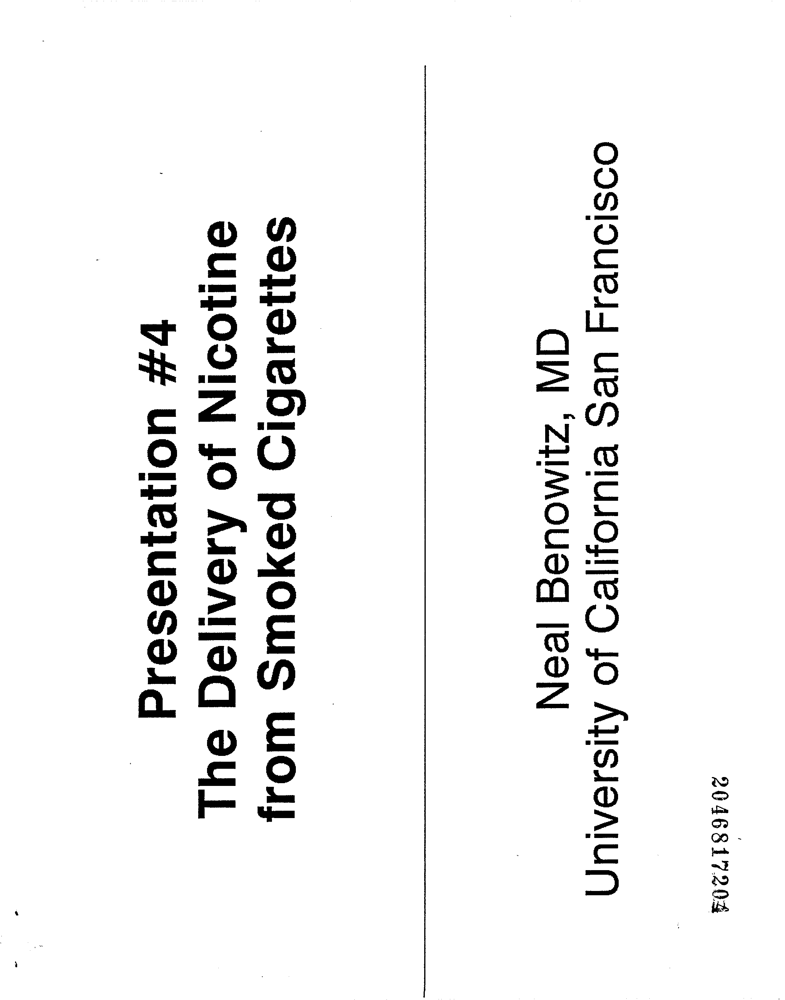 Presentation #4
The Delivery of Nicotine
from Smoked Cigarettes
Neal Benowitz, MD
University of California San Francisco
2046817204